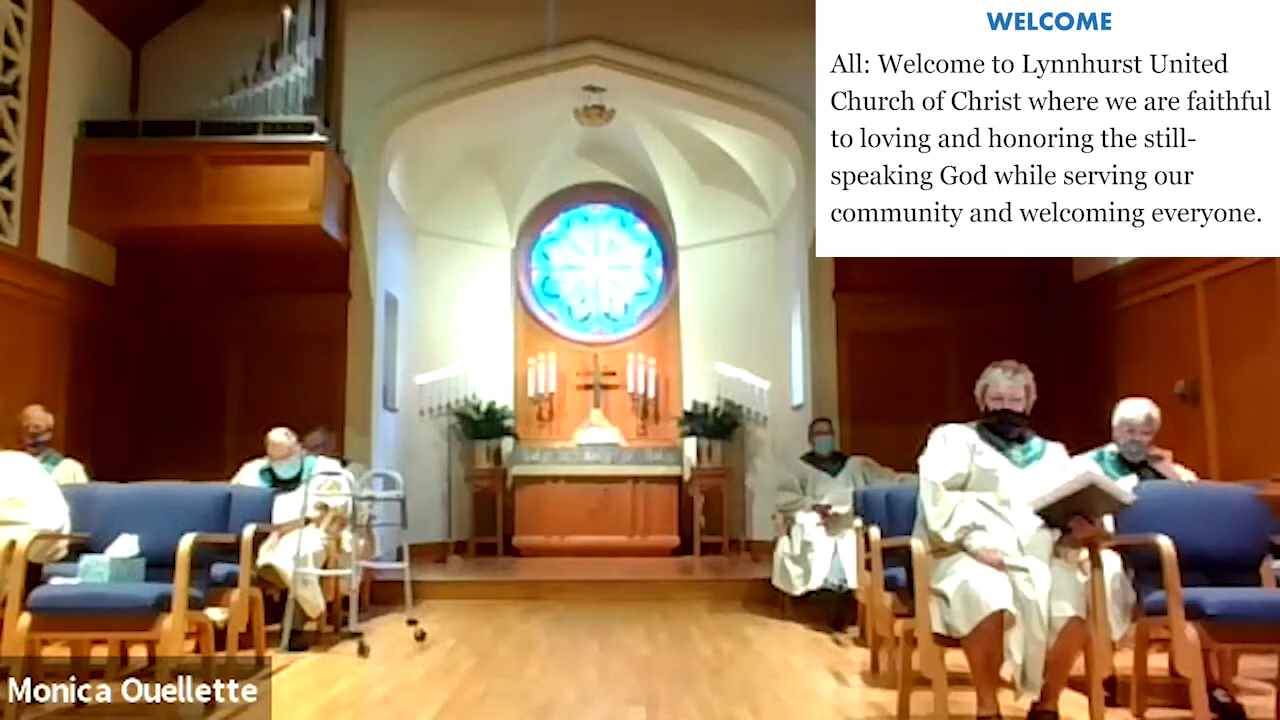 WELCOME
All: Welcome to Lynnhurst United
Church of Christ where we are faithful
to loving and honoring the still-
speaking God while serving our
community and welcoming everyone.
Monica Ouellette